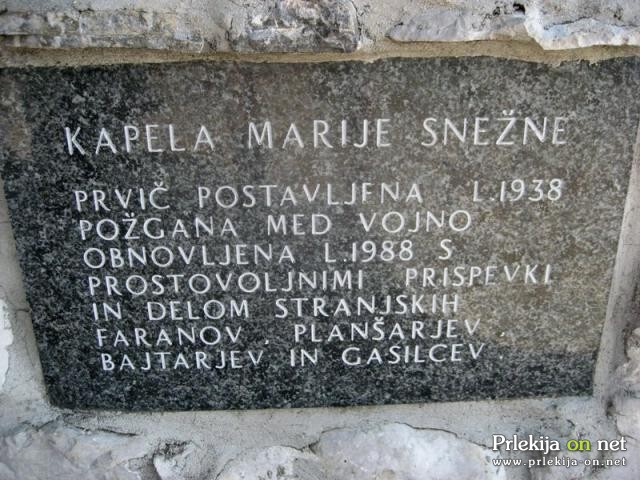 KAPELA MARIJE SNEŽNE
PRVIČ POSTAVLJENA L.1938
POŽGANA MED VOJNO
OBNOVLJENA L.1988 S
PROSTOVOLJNIMI PRISPEVKI
IN DELOM STRANJSKIH
FARANOV, PLANŠARJEV,
BAJTARJEV IN GASILCEV.
Prlekija on net
www.prlekija-on.net